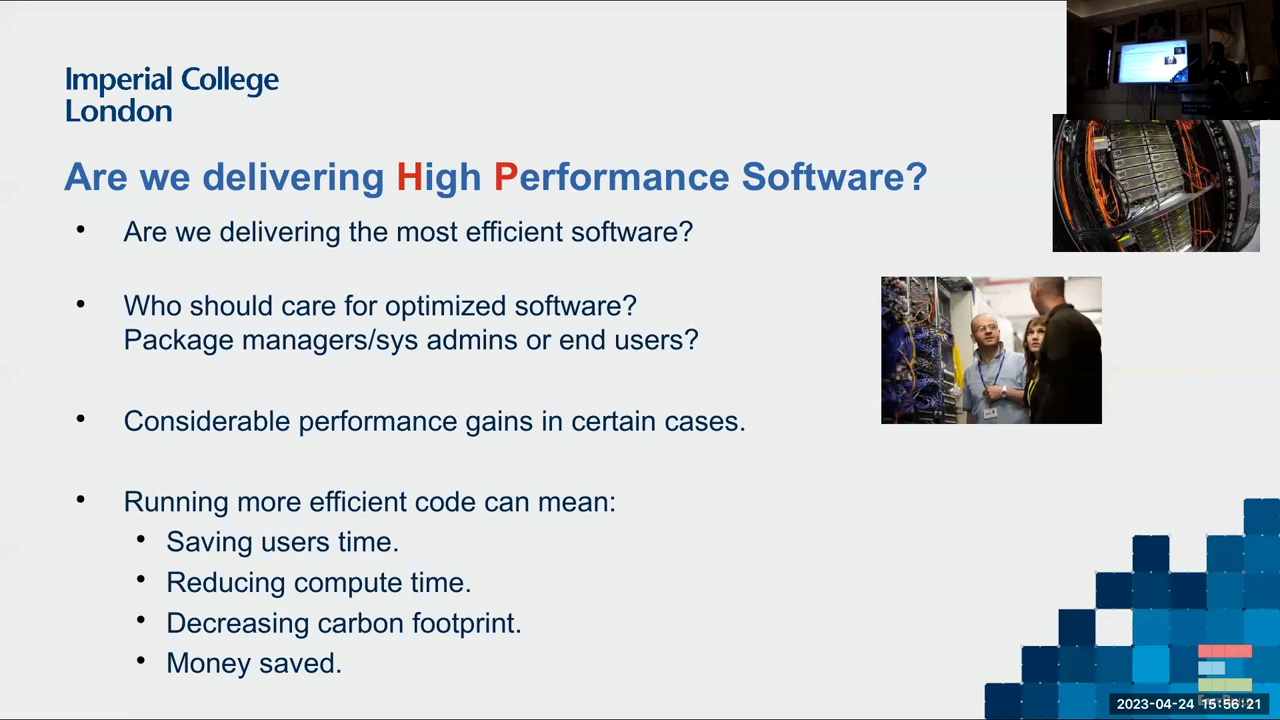 Imperial College
London
Are we delivering High Performance Software?
• Are we delivering the most efficient software?
• Who should care for optimized software?
Package managers/sys admins or end users?
• Considerable performance gains in certain cases.
• Running more efficient code can mean:
• Saving users time.
• Reducing compute time.
• Decreasing carbon footprint.
• Money saved.
2023-04-24 15:56:21